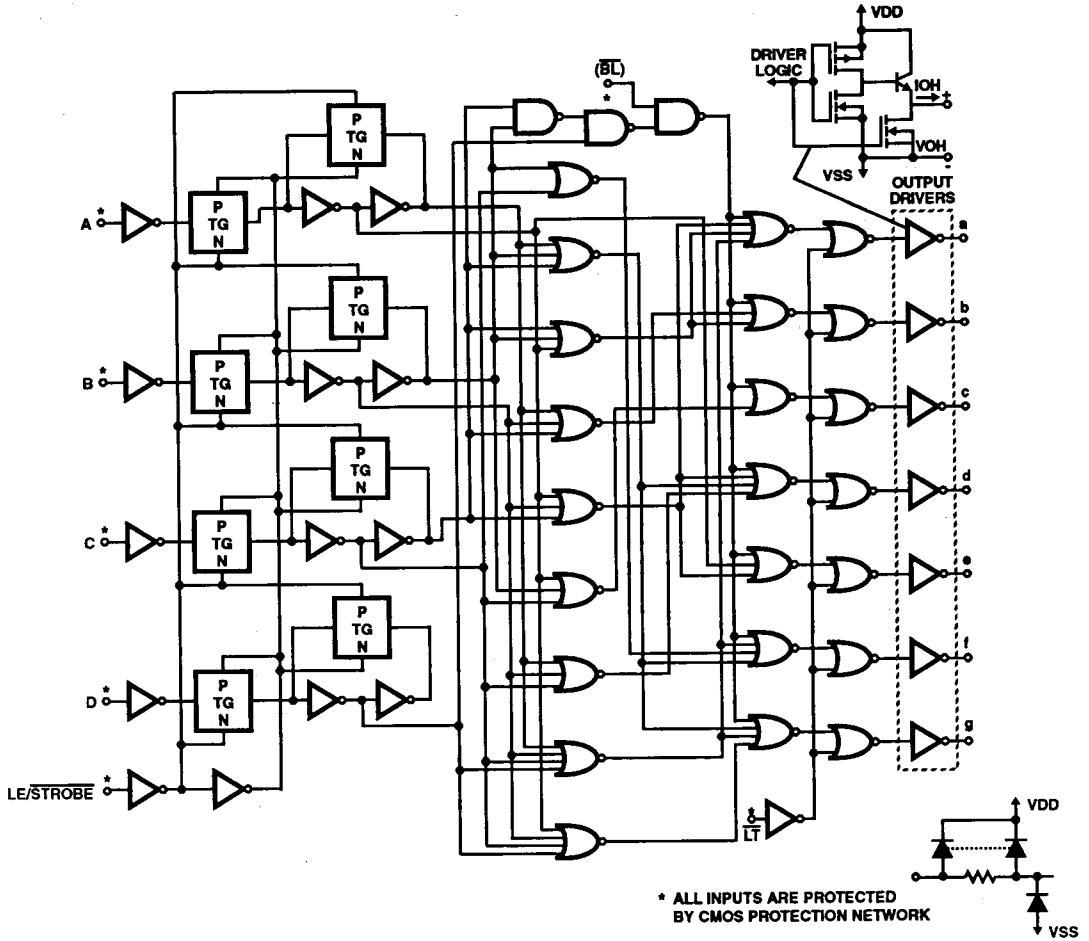 VDD
DRIVER
LOGIC
IOH
+
VOH
-
VSS
OUTPUT
DRIVERS
(BL)
*
P
TG
N
A *
P
TG
N
a
P
TG
N
B *
P
TG
N
b
c
P
TG
N
C *
P
TG
N
d
e
P
TG
N
D *
P
TG
N
f
g
LE/STROBE *
*
LT
VDD
VSS
* ALL INPUTS ARE PROTECTED
BY CMOS PROTECTION NETWORK